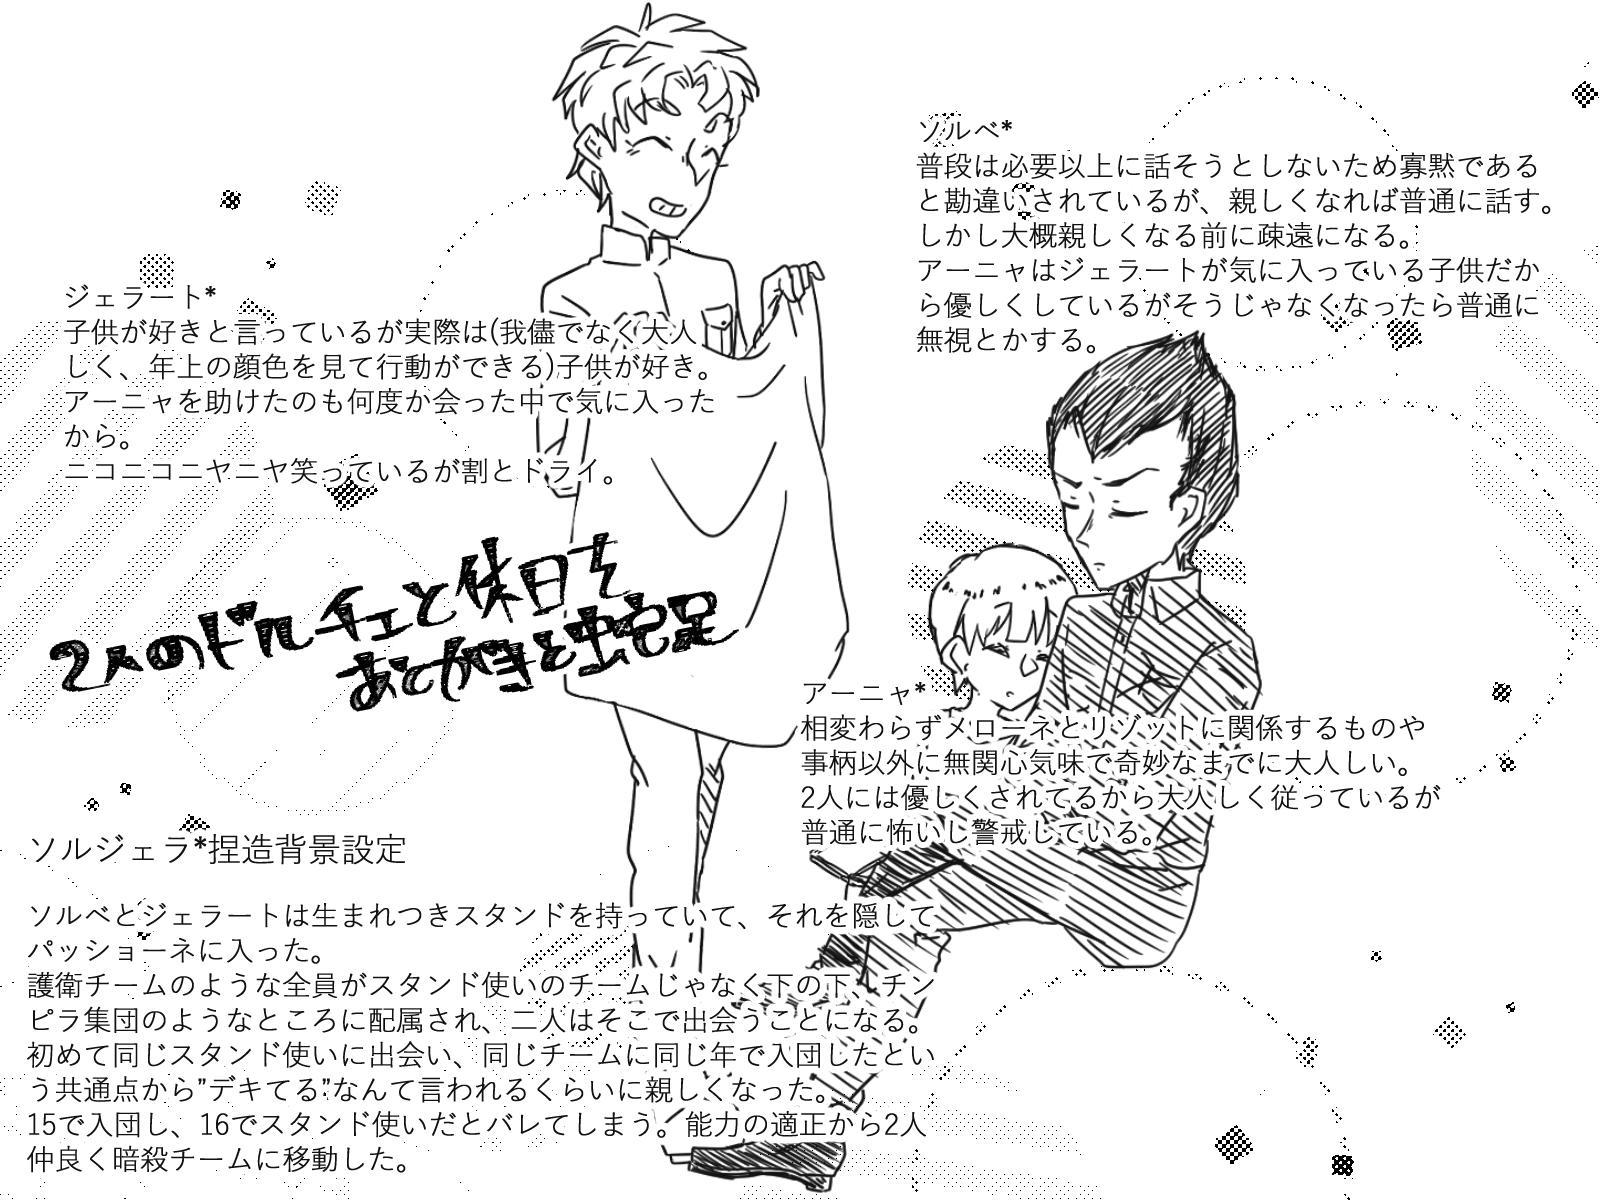 ソルベ*
普段は必要以上に話そうとしないため寡黙である
と勘違いされているが、親しくなれば普通に話す。
しかし大概親しくなる前に疎遠になる。
アーニャはジェラートが気に入っている子供だか
ら優しくしているがそうじゃなくなったら普通に
無視とかする。
ジェラート*
子供が好きと言っているが実際は(我儘でなく大人
しく、年上の顔色を見て行動ができる)子供が好き。
アーニャを助けたのも何度か会った中で気に入った
から。
ニコニコニヤニヤ笑っているが割とドライ。
2人のドルチェと休日を
あとがきと蛇足
アーニャ*
相変わらずメローネとリゾットに関係するものや
事柄以外に無関心気味で奇妙なまでに大人しい。
2人には優しくされてるから大人しく従っているが
普通に怖いし警戒している。
ソルジェラ*捏造背景設定
ソルベとジェラートは生まれつきスタンドを持っていて、それを隠して
パッショーネに入った。
護衛チームのような全員がスタンド使いのチームじゃなく下の下、チン
ピラ集団のようなところに配属され、二人はそこで出会うことになる。
初めて同じスタンド使いに出会い、同じチームに同じ年で入団したとい
う共通点から"デキてる"なんて言われるくらいに親しくなった。
15で入団し、16でスタンド使いだとバレてしまう。能力の適正から2人
仲良く暗殺チームに移動した。